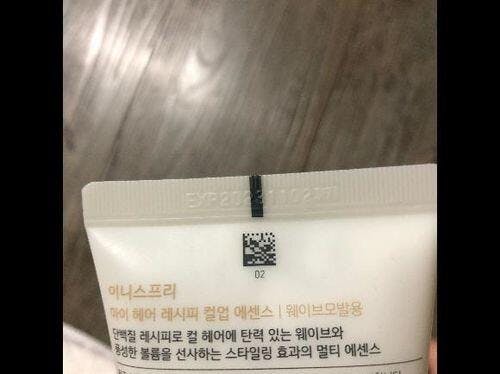 02
이니스프리
마이 헤어 레시피 컬업 에센스 | 웨이브모발용
단백질 레시피로 컬 헤어에 탄력 있는 웨이브와
풍성한 볼륨을 선사하는 스타일링 효과의 멀티 에센스